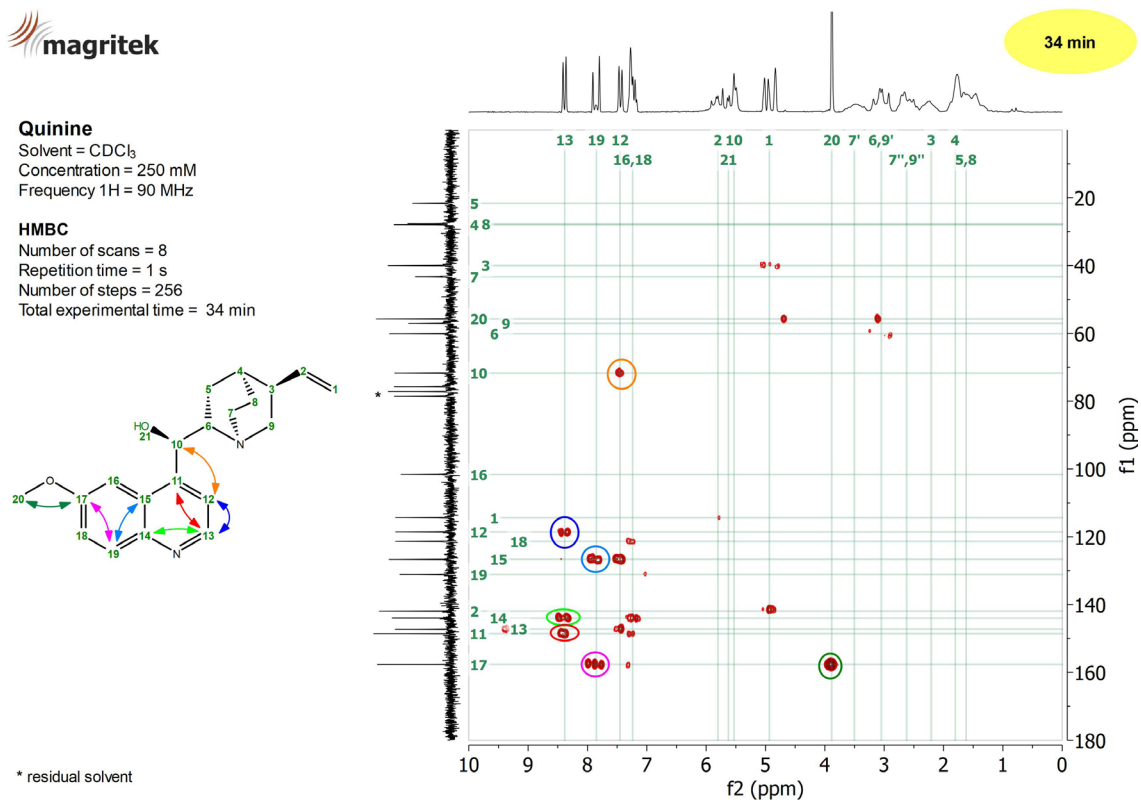 magritek
34 min
Quinine
Solvent = CDCl₃
Concentration = 250 mM
Frequency 1H = 90 MHz
HMBC
Number of scans = 8
Repetition time = 1 s
Number of steps = 256
Total experimental time = 34 min
13 19 12 2 10 1 20 7' 6,9' 3 4
16,18 21 7'',9'' 5,8
5
4 8
3
7
20
9
6
10
*
16
1
12
18
15
19
2
14
13
11
17
20
40
60
80
100
120
140
160
180
f1 (ppm)
10 9 8 7 6 5 4 3 2 1 0
f2 (ppm)
4 2
5 3 1
8
7
HO 6 9
21 N
10
O 16 11
20 17 15 12
18 14 13
19 N
* residual solvent